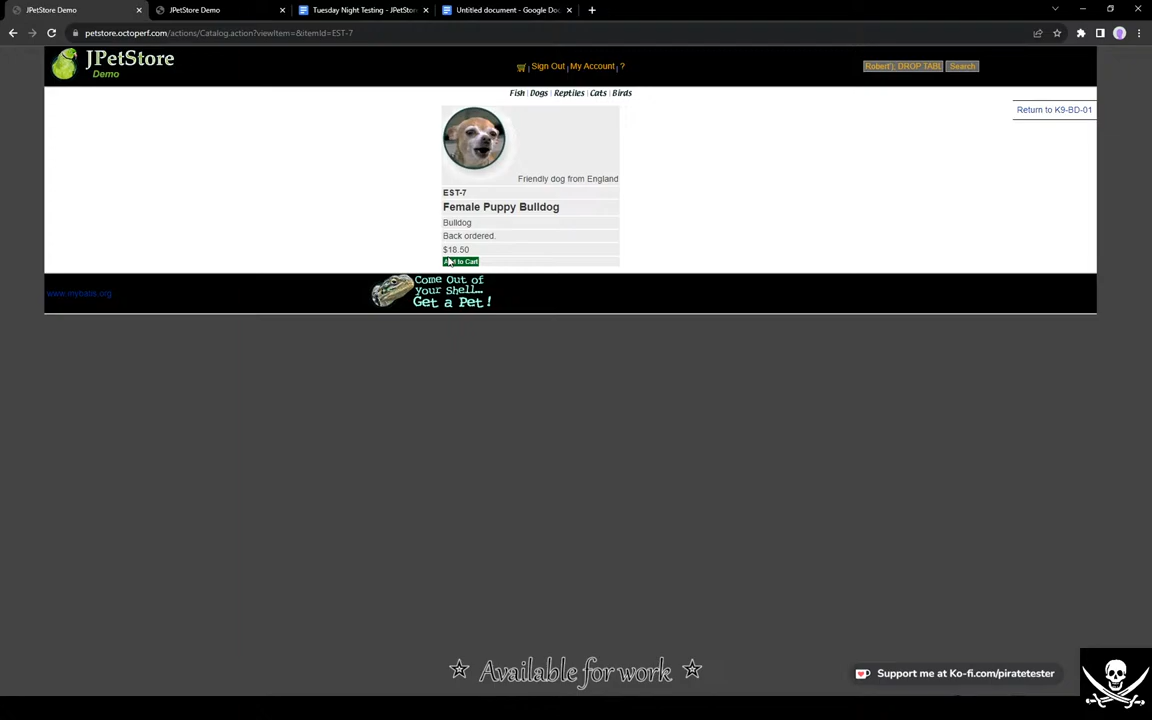 JPetStore Demo
JPetStore Demo
Tuesday Night Testing - JPetStor
Untitled document - Google Doc
petstore.octoperf.com/actions/Catalog.action?viewItem=&itemId=EST-7
JPetStore
Demo
Sign Out | My Account | ?
Robert'); DROP TABL
Search
Fish | Dogs | Reptiles | Cats | Birds
Return to K9-BD-01
Friendly dog from England
EST-7
Female Puppy Bulldog
Bulldog
Back ordered.
$18.50
Add to Cart
www.mybatis.org
Come Out of
your Shell...
Get a Pet!
Available for work
Support me at Ko-fi.com/piratetester